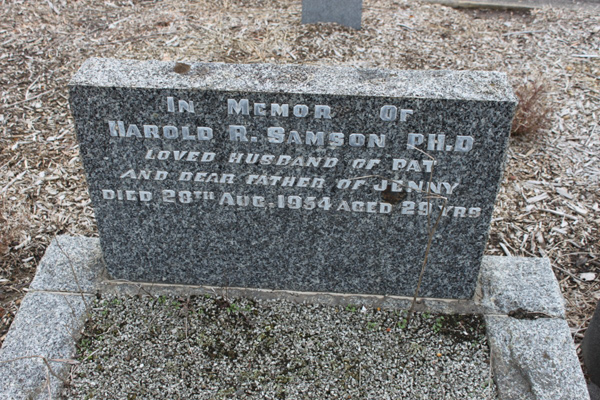 IN MEMOR OF
HAROLD R. SAMSON PH.D
LOVED HUSBAND OF PAT
AND DEAR FATHER OF JENNY
DIED 28TH AUG. 1954 AGED 29 YRS